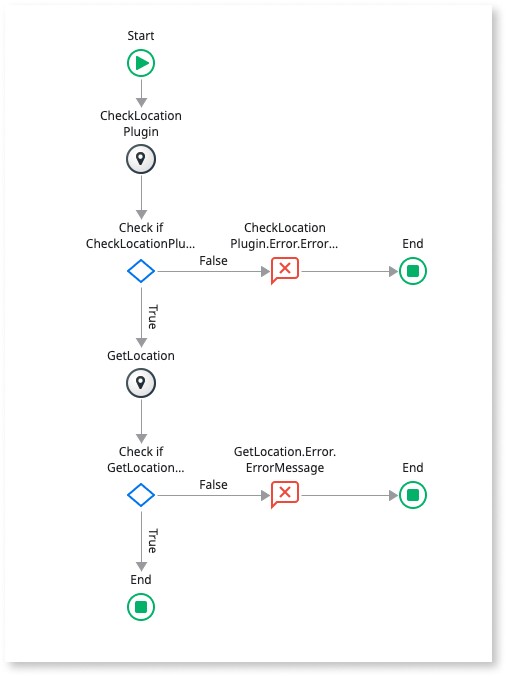 Start
CheckLocation
Plugin
Check if
CheckLocationPlu...
False
CheckLocation
Plugin.Error.Error...
End
True
GetLocation
Check if
GetLocation...
False
GetLocation.Error.
ErrorMessage
End
True
End